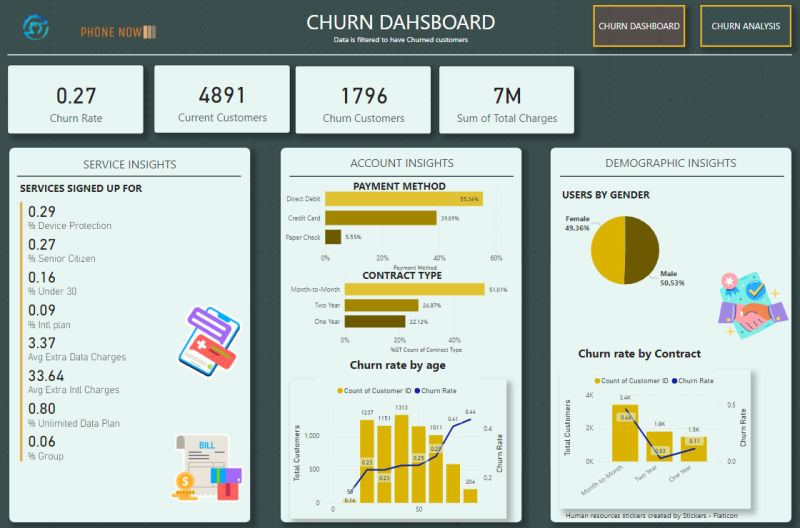 PHONE NOW
CHURN DAHSBOARD
Data is filtered to have Churned customers
CHURN DASHBOARD
CHURN ANALYSIS
0.27
Churn Rate
4891
Current Customers
1796
Churn Customers
7M
Sum of Total Charges
SERVICE INSIGHTS
SERVICES SIGNED UP FOR
0.29
% Device Protection
0.27
% Senior Citizen
0.16
% Under 30
0.09
% Intl plan
3.37
Avg Extra Data Charges
33.64
Avg Extra Intl Charges
0.80
% Unlimited Data Plan
0.06
% Group
BILL
$
ACCOUNT INSIGHTS
PAYMENT METHOD
Direct Debit 55.36%
Credit Card 39.09%
Paper Check 5.55%
0% 20% 40% 60%
Payment Method
CONTRACT TYPE
Month-to-Month 51.01%
Two Year 26.87%
One Year 22.12%
0% 20% 40%
%GT Count of Contract Type
Churn rate by age
Count of Customer ID Churn Rate
Total Customers
1,000
500
0
1237
1151
1313
1011
204
50
0.16
0.23
0.23
0.25
0.29
0.41
0.44
0.4
0.2
Churn Rate
0 50
DEMOGRAPHIC INSIGHTS
USERS BY GENDER
Female
49.36%
Male
50.53%
Churn rate by Contract
Count of Customer ID Churn Rate
Total Customers
4K
2K
0K
3.4K
1.8K
1.5K
0.46
0.03
0.11
0.5
0.0
Churn Rate
Month-to-Month
Two Year
One Year
Human resources stickers created by Stickers - Flaticon